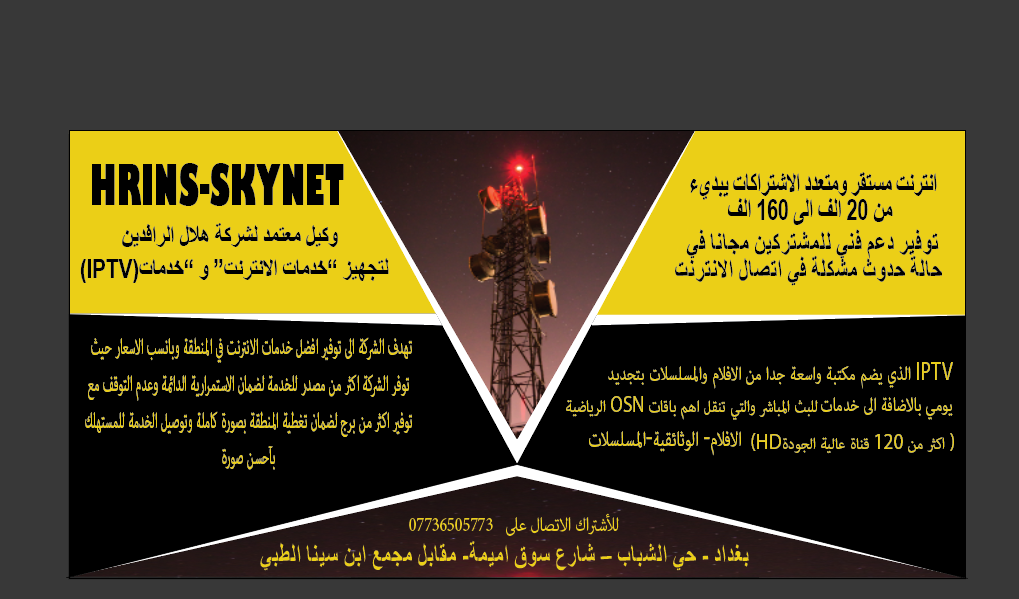 HRINS-SKYNET
وكيل معتمد لشركة هلال الرافدين
لتجهيز “خدمات الانترنت” و “خدمات(IPTV)
انترنت مستقر ومتعدد الاشتراكات يبديء
من 20 الف الى 160 الف
توفير دعم فني للمشتركين مجانا في
حالة حدوث مشكلة في اتصال الانترنت
تهدف الشركة الى توفير افضل خدمات الانترنت في المنطقة وبانسب الاسعار حيث
توفر الشركة اكثر من مصدر للخدمة لضمان الاستمرارية الدائمة وعدم التوقف مع
توفير اكثر من برج لضمان تغطية المنطقة بصورة كاملة وتوصيل الخدمة للمستهلك
بآحسن صورة
IPTV الذي يضم مكتبة واسعة جدا من الافلام والمسلسلات بتجديد
يومي بالاضافة الى خدمات للبث المباشر والتي تنقل اهم باقات OSN الرياضية
( اكثر من 120 قناة عالية الجودةHD) الافلام- الوثائقية-المسلسلات
للأشتراك الاتصال على 07736505773
بغداد - حي الشباب – شارع سوق اميمة- مقابل مجمع ابن سينا الطبي